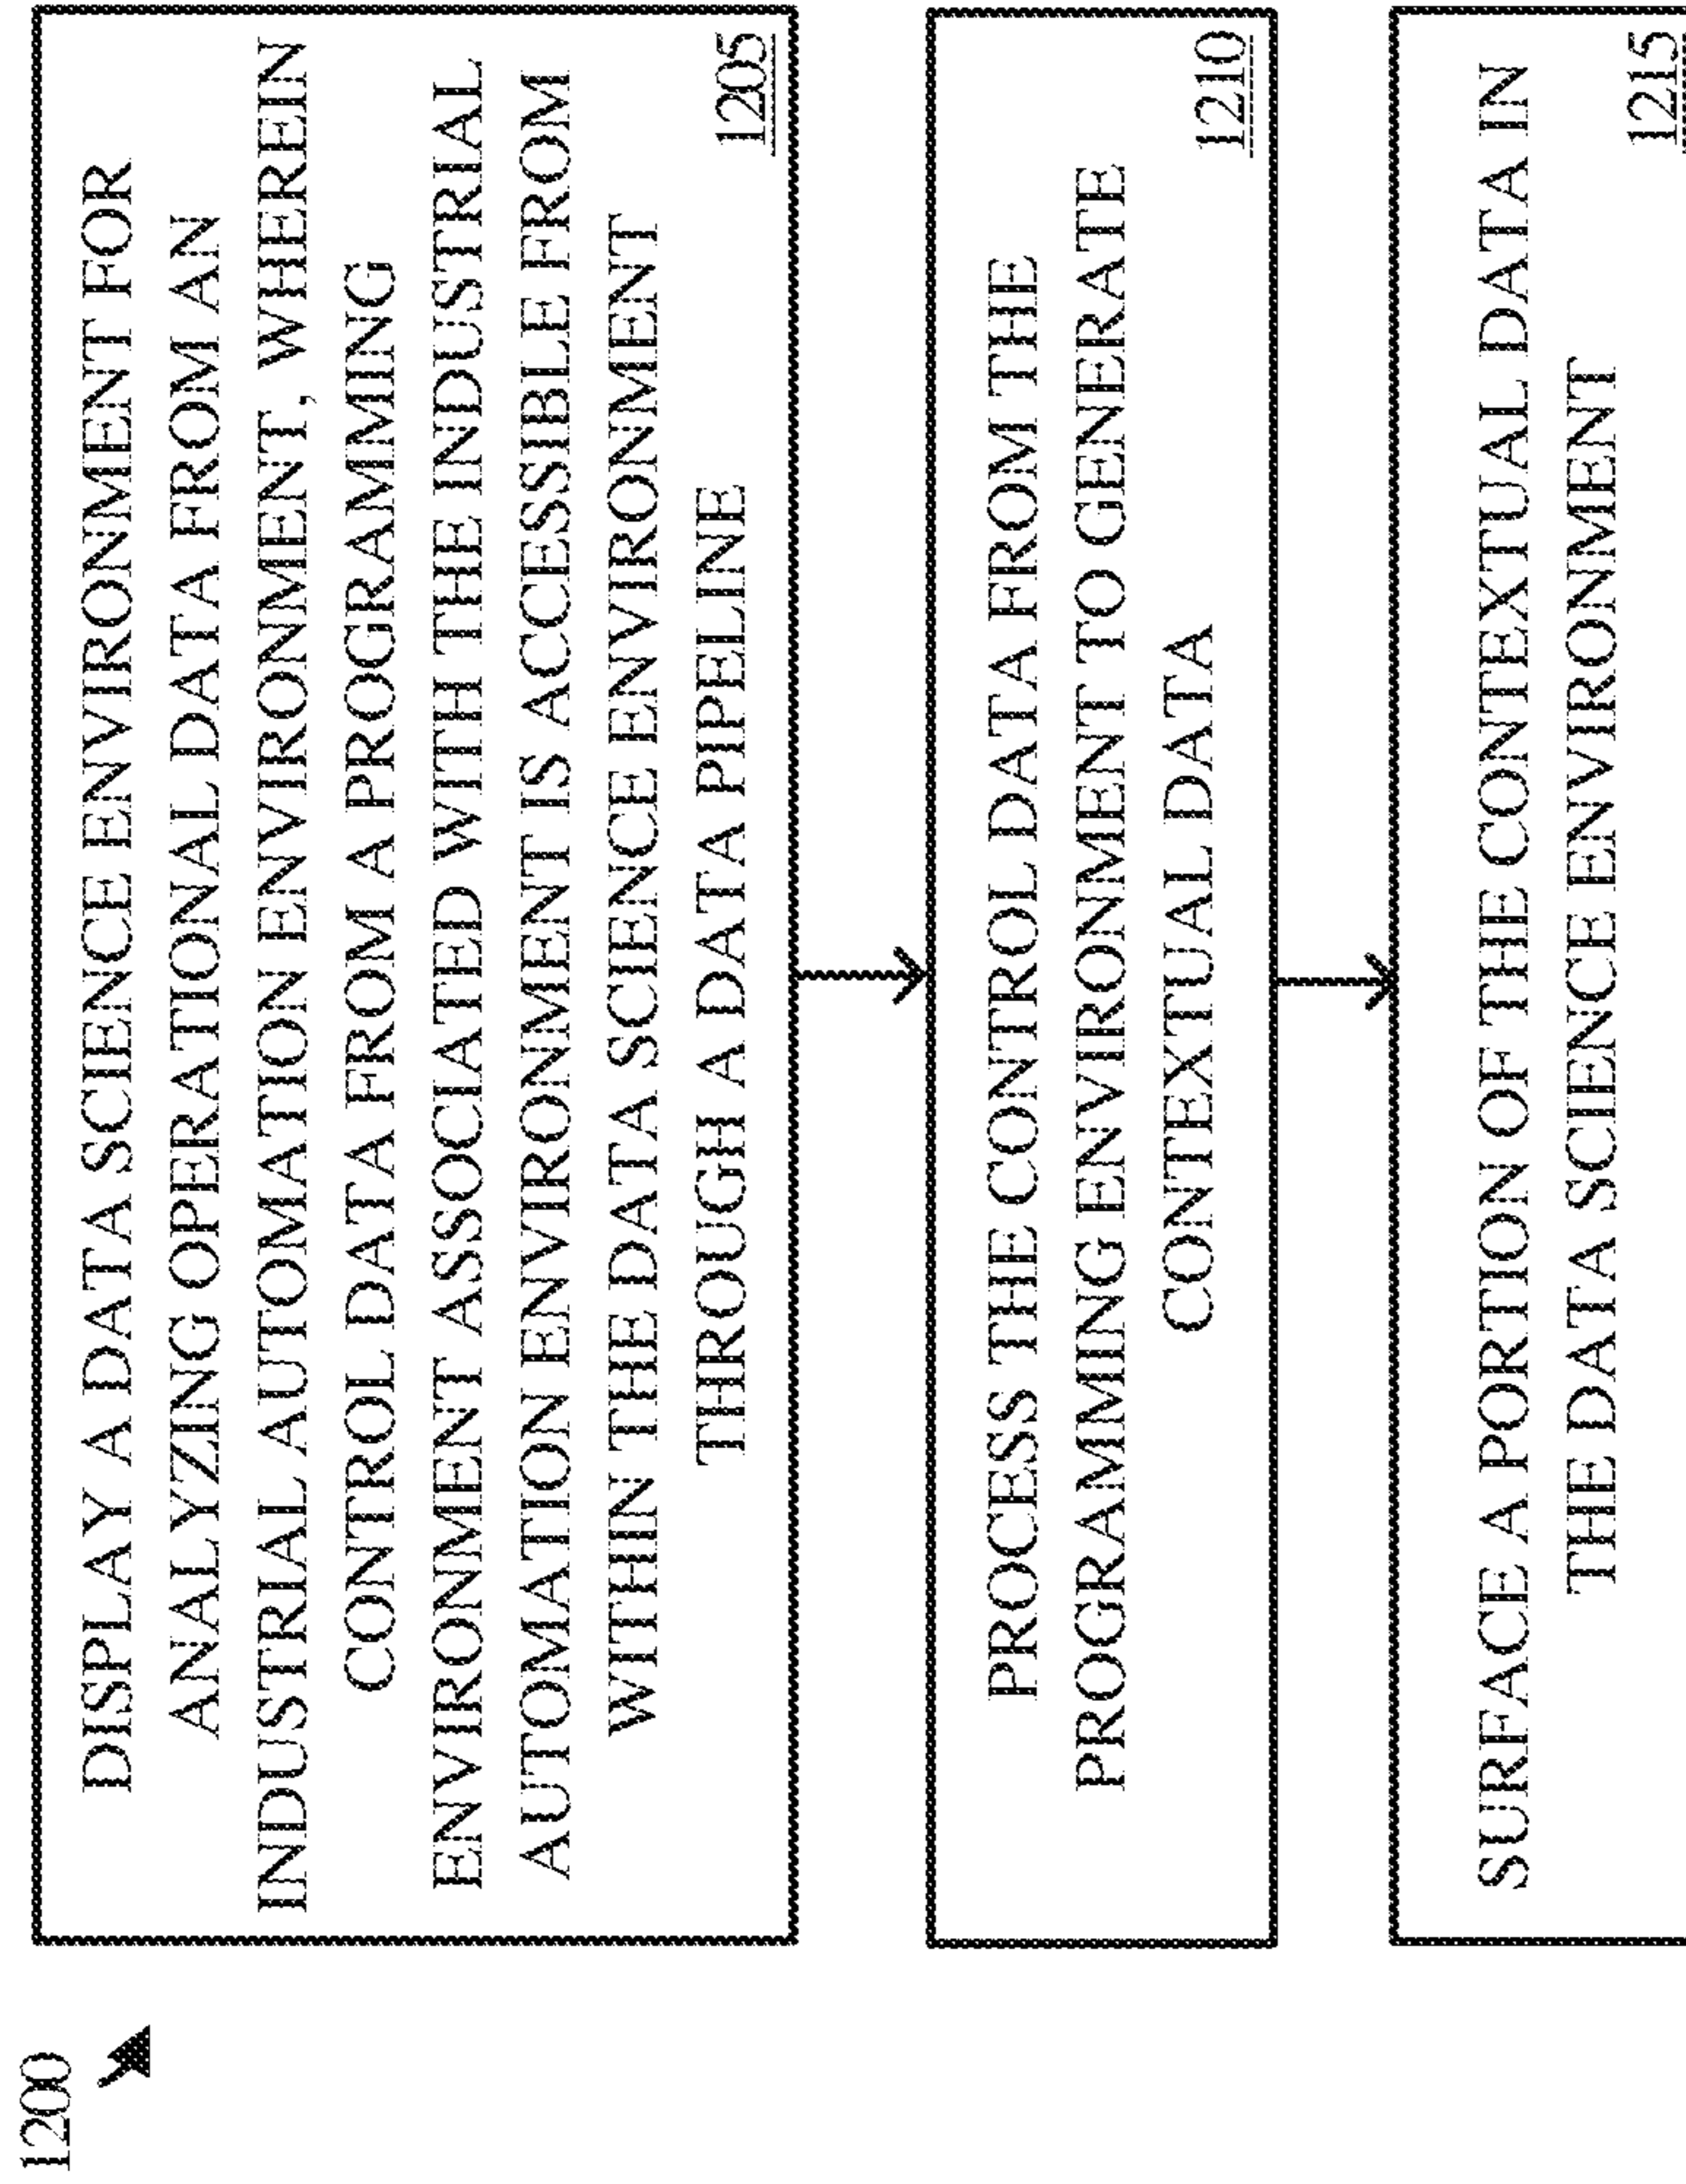 1200
DISPLAY A DATA SCIENCE ENVIRONMENT FOR
ANALYZING OPERATIONAL DATA FROM AN
INDUSTRIAL AUTOMATION ENVIRONMENT, WHEREIN
CONTROL DATA FROM A PROGRAMMING
ENVIRONMENT ASSOCIATED WITH THE INDUSTRIAL
AUTOMATION ENVIRONMENT IS ACCESSIBLE FROM
WITHIN THE DATA SCIENCE ENVIRONMENT
THROUGH A DATA PIPELINE
1205
PROCESS THE CONTROL DATA FROM THE
PROGRAMMING ENVIRONMENT TO GENERATE
CONTEXTUAL DATA
1210
SURFACE A PORTION OF THE CONTEXTUAL DATA IN
THE DATA SCIENCE ENVIRONMENT
1215